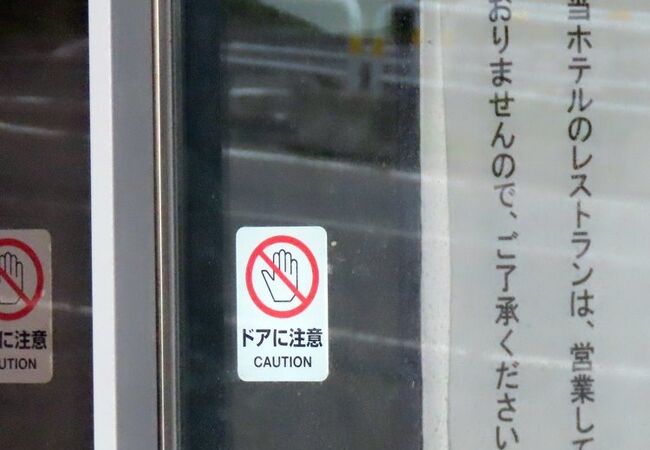 当ホテルのレストランは、営業して
おりませんので、ご了承ください
ドアに注意
CAUTION
に注意
UTION